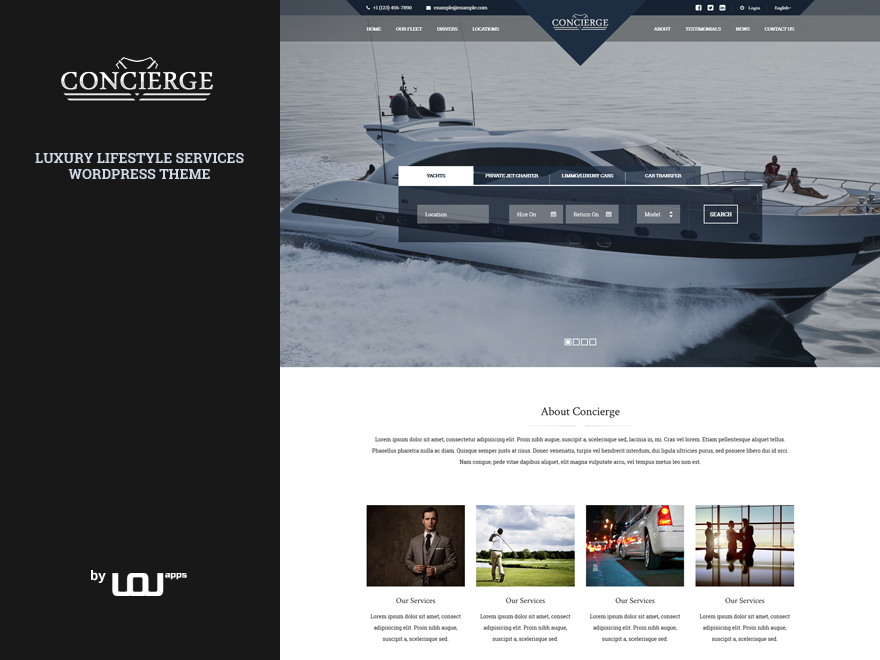 CONCIERGE
LUXURY LIFESTYLE SERVICES
WORDPRESS THEME
by WOW apps
+1 (123) 456-7890
example@example.com
Login
English
HOME
OUR FLEET
DRIVERS
LOCATIONS
CONCIERGE
ABOUT
TESTIMONIALS
NEWS
CONTACT US
YACHTS
PRIVATE JET CHARTER
LIMMO/LUXURY CARS
CAR TRANSFER
Location
Hire On
Return On
Model
SEARCH
About Concierge
Lorem ipsum dolor sit amet, consectetur adipisicing elit. Proin nibh augue, suscipit a, scelerisque sed, lacinia in, mi. Cras vel lorem. Etiam pellentesque aliquet tellus.
Phasellus pharetra nulla ac diam. Quisque semper justo at risus. Donec venenatis, turpis vel hendrerit interdum, dui ligula ultricies purus, sed posuere libero dui id orci.
Nam congue, pede vitae dapibus aliquet, elit magna vulputate arcu, vel tempus metus leo non est.
Our Services
Lorem ipsum dolor sit amet, consect
adipisicing elit. Proin nibh augue,
suscipit a, scelerisque sed.
Our Services
Lorem ipsum dolor sit amet, consect
adipisicing elit. Proin nibh augue,
suscipit a, scelerisque sed.
Our Services
Lorem ipsum dolor sit amet, consect
adipisicing elit. Proin nibh augue,
suscipit a, scelerisque sed.
Our Services
Lorem ipsum dolor sit amet, consect
adipisicing elit. Proin nibh augue,
suscipit a, scelerisque sed.